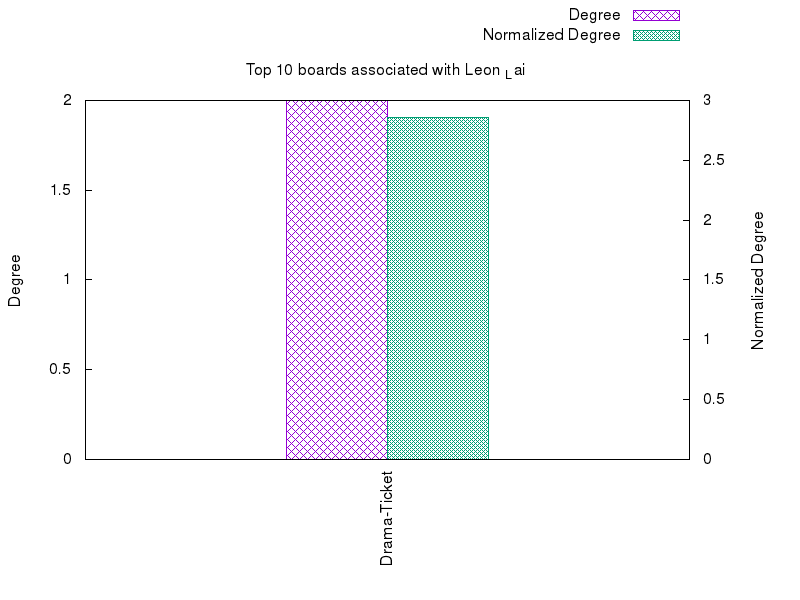 Degree
Normalized Degree
Top 10 boards associated with Leon Lai
2
1.5
1
0.5
0
Degree
3
2.5
2
1.5
1
0.5
0
Normalized Degree
Drama-Ticket